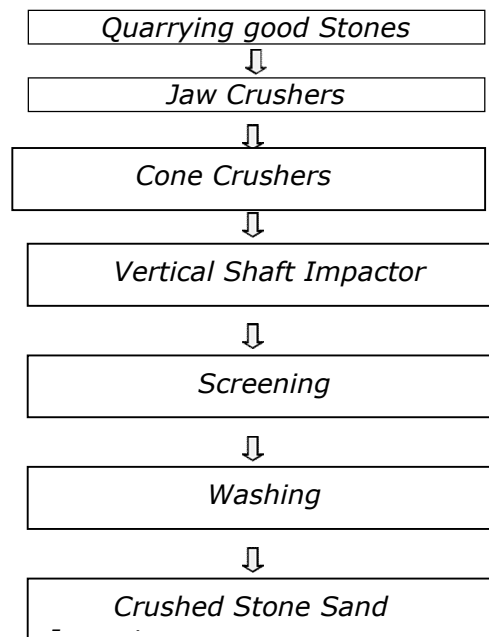 Quarrying good Stones
Jaw Crushers
Cone Crushers
Vertical Shaft Impactor
Screening
Washing
Crushed Stone Sand